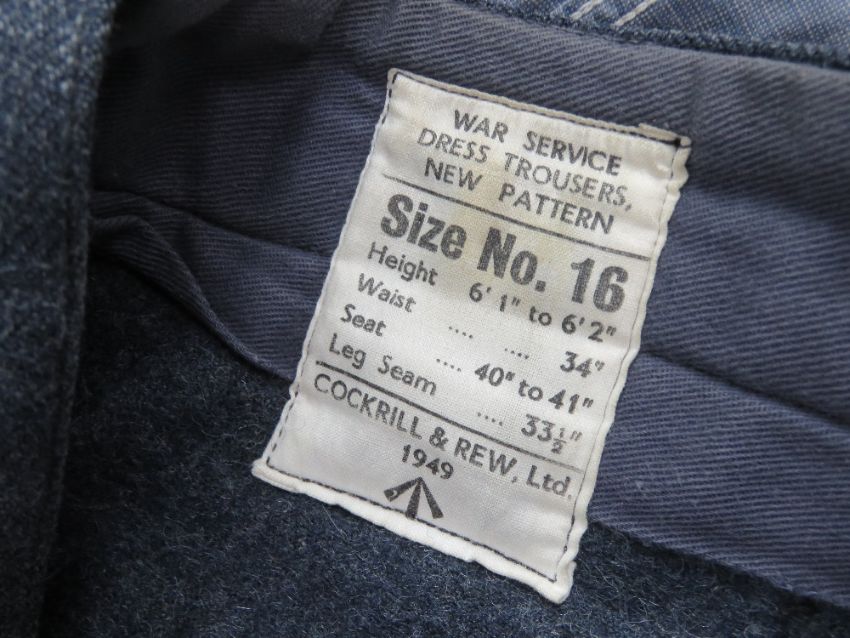 WAR SERVICE
DRESS TROUSERS,
NEW PATTERN
Size No. 16
Height 6' 1" to 6' 2"
Waist .... .... 34"
Seat .... 40" to 41"
Leg Seam .... 33½"
COCKRILL & REW, Ltd.
1949